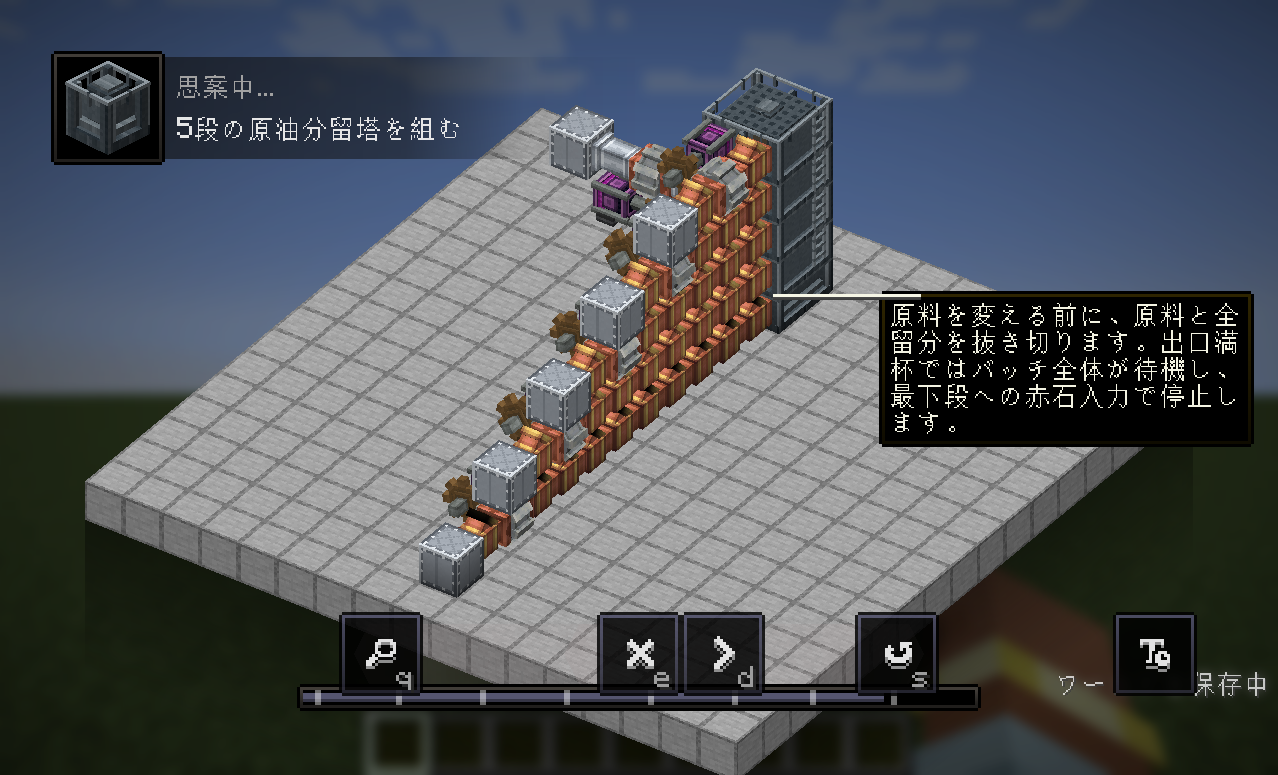 思案中...
5段の原油分留塔を組む
原料を変える前に、原料と全
留分を抜き切ります。出口満
杯ではバッチ全体が待機し、
最下段への赤石入力で停止し
ます。
q
e
d
s
T
ワー
保存中